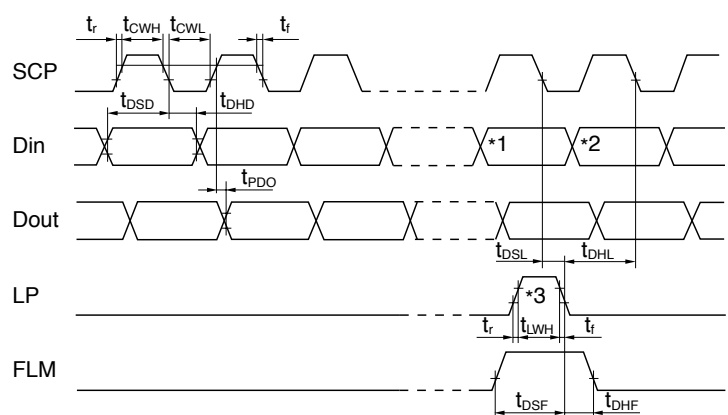 tr tCWH tCWL tf
SCP
tDSD tDHD
Din *1 *2
tPDO
Dout
tDSL tDHL
LP *3
tr tLWH tf
FLM
tDSF tDHF